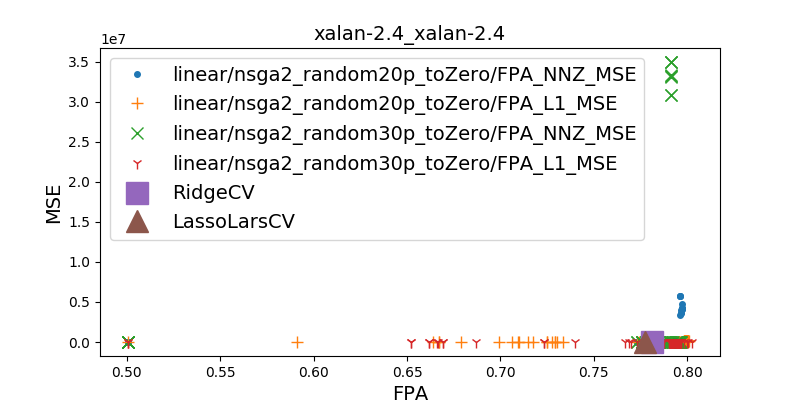 xalan-2.4_xalan-2.4
1e7
3.5
3.0
2.5
2.0
1.5
1.0
0.5
0.0
MSE
linear/nsga2_random20p_toZero/FPA_NNZ_MSE
linear/nsga2_random20p_toZero/FPA_L1_MSE
linear/nsga2_random30p_toZero/FPA_NNZ_MSE
linear/nsga2_random30p_toZero/FPA_L1_MSE
RidgeCV
LassoLarsCV
0.50 0.55 0.60 0.65 0.70 0.75 0.80
FPA